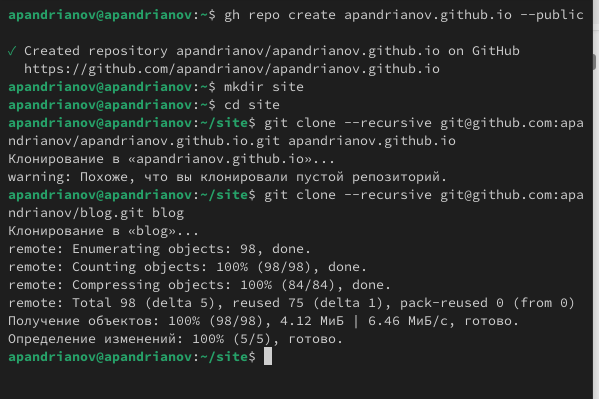 apandrianov@apandrianov:~$ gh repo create apandrianov.github.io --public
✓ Created repository apandrianov/apandrianov.github.io on GitHub
https://github.com/apandrianov/apandrianov.github.io
apandrianov@apandrianov:~$ mkdir site
apandrianov@apandrianov:~$ cd site
apandrianov@apandrianov:~/site$ git clone --recursive git@github.com:apa
ndrianov/apandrianov.github.io.git apandrianov.github.io
Клонирование в «apandrianov.github.io»...
warning: Похоже, что вы клонировали пустой репозиторий.
apandrianov@apandrianov:~/site$ git clone --recursive git@github.com:apa
ndrianov/blog.git blog
Клонирование в «blog»...
remote: Enumerating objects: 98, done.
remote: Counting objects: 100% (98/98), done.
remote: Compressing objects: 100% (84/84), done.
remote: Total 98 (delta 5), reused 75 (delta 1), pack-reused 0 (from 0)
Получение объектов: 100% (98/98), 4.12 МиБ | 6.46 МиБ/с, готово.
Определение изменений: 100% (5/5), готово.
apandrianov@apandrianov:~/site$